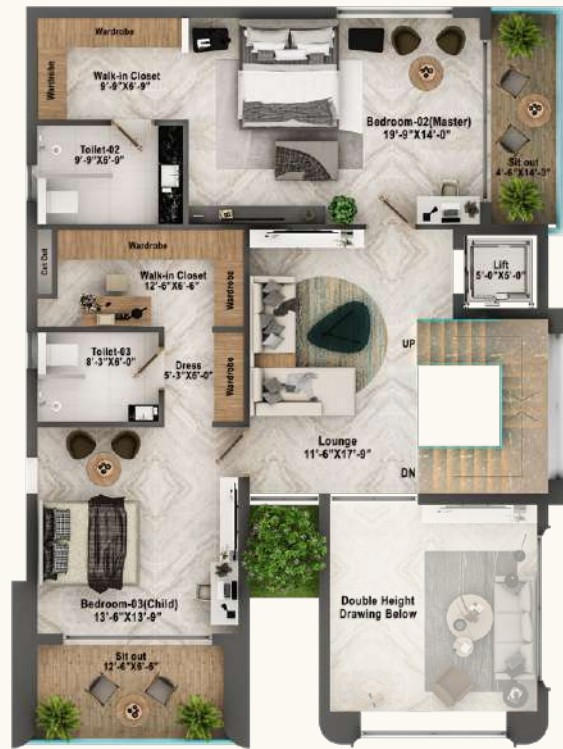 Wardrobe
Wardrobe
Walk-in Closet
9'-9"X6'-9"
Bedroom-02(Master)
19'-9"X14'-0"
Toilet-02
9'-9"X5'-9"
Sit out
4'-6"X14'-3"
Cut Out
Wardrobe
Walk-in Closet
12'-6"X6'-6"
Wardrobe
Lift
5'-0"X5'-0"
Toilet-03
8'-3"X6'-0"
Dress
5'-3"X6'-0"
Wardrobe
UP
Lounge
11'-6"X17'-9"
DN
Bedroom-03(Child)
13'-6"X13'-9"
Double Height
Drawing Below
Sit out
12'-6"X6'-6"